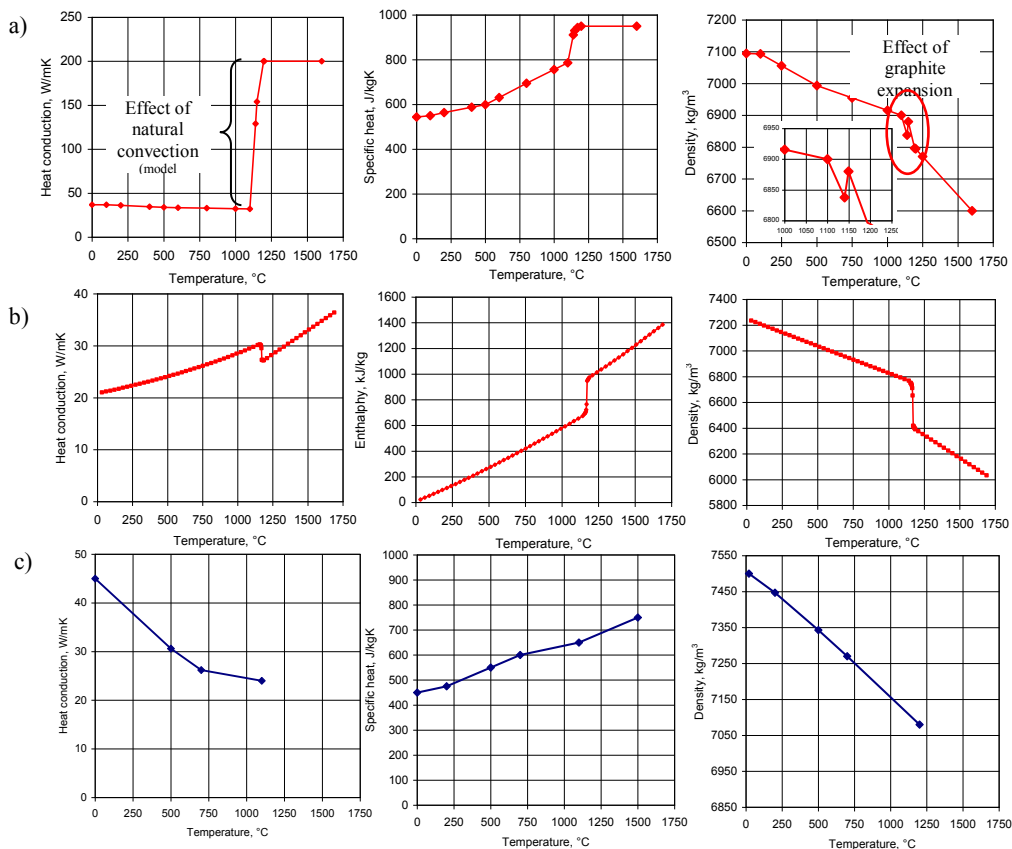 a)
Heat conduction, W/mK
250
200
150
100
50
0
Effect of
natural
convection
(model
0 250 500 750 1000 1250 1500 1750
Temperature, °C
Specific heat, J/kgK
1000
900
800
700
600
500
400
300
200
100
0
0 250 500 750 1000 1250 1500 1750
Temperature, °C
Density, kg/m3
7200
7100
7000
6900
6800
6700
6600
6500
Effect of
graphite
expansion
6950
6900
6850
6800
1000 1050 1100 1150 1200 1250
0 250 500 750 1000 1250 1500 1750
Temperature, °C
b)
Heat conduction, W/mK
40
30
20
10
0
0 250 500 750 1000 1250 1500 1750
Temperature, °C
Enthalphy, kJ/kg
1600
1400
1200
1000
800
600
400
200
0
0 250 500 750 1000 1250 1500 1750
Temperature, °C
Density, kg/m3
7400
7200
7000
6800
6600
6400
6200
6000
5800
0 250 500 750 1000 1250 1500 1750
Temperature, °C
c)
Heat conduction, W/mK
50
45
40
30
20
10
0
0 250 500 750 1000 1250 1500 1750
Temperature, °C
Specific heat, J/kgK
1000
900
800
700
600
500
400
300
200
100
0
0 250 500 750 1000 1250 1500 1750
Temperature, °C
Density, kg/m3
7550
7450
7350
7250
7150
7050
6950
6850
0 250 500 750 1000 1250 1500 1750
Temperature, °C